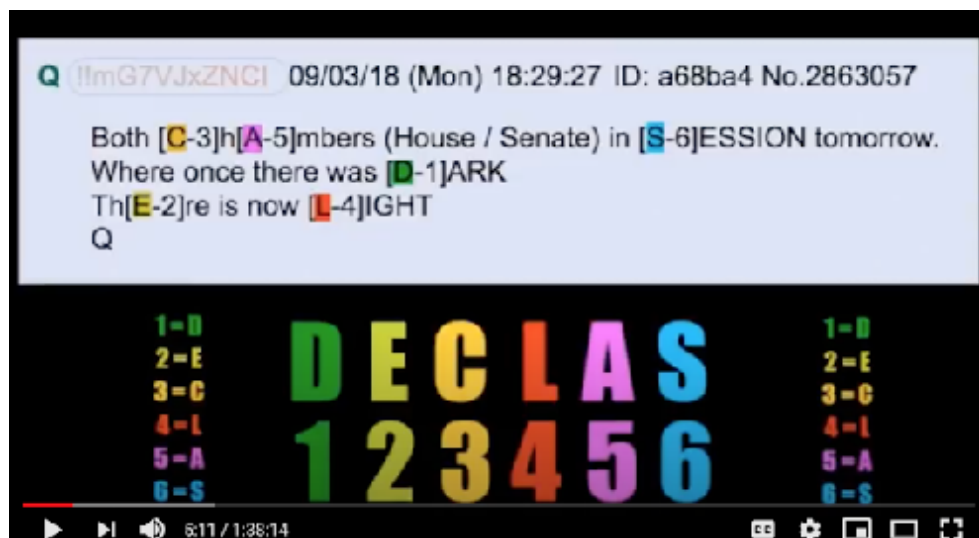 Q !!mG7VJxZNCI 09/03/18 (Mon) 18:29:27 ID: a68ba4 No.2863057
Both [C-3]h[A-5]mbers (House / Senate) in [S-6]ESSION tomorrow.
Where once there was [D-1]ARK
Th[E-2]re is now [L-4]IGHT
Q
1=D
2=E
3=C
4=L
5=A
6=S
DECLAS
123456
1=D
2=E
3=C
4=L
5=A
6=S
6:11 / 1:38:14
CC